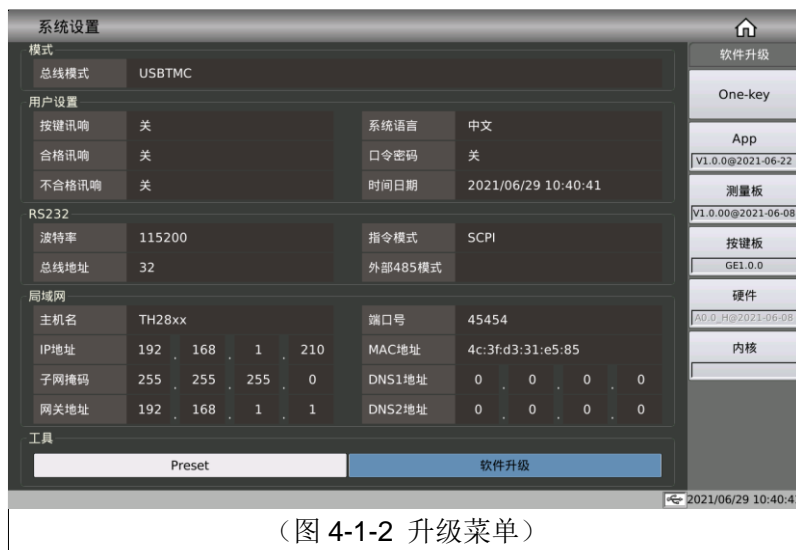 系统设置
模式
总线模式 USBTMC
用户设置
按键讯响 关 系统语言 中文
合格讯响 关 口令密码 关
不合格讯响 关 时间日期 2021/06/29 10:40:41
RS232
波特率 115200 指令模式 SCPI
总线地址 32 外部485模式
局域网
主机名 TH28xx 端口号 45454
IP地址 192 . 168 . 1 . 210 MAC地址 4c:3f:d3:31:e5:85
子网掩码 255 . 255 . 255 . 0 DNS1地址 0 . 0 . 0 . 0
网关地址 192 . 168 . 1 . 1 DNS2地址 0 . 0 . 0 . 0
工具
Preset 软件升级
软件升级
One-key
App
V1.0.0@2021-06-22
测量板
V1.0.00@2021-06-08
按键板
GE1.0.0
硬件
A0.0_H@2021-06-08
内核
2021/06/29 10:40:41
（图 4-1-2 升级菜单）